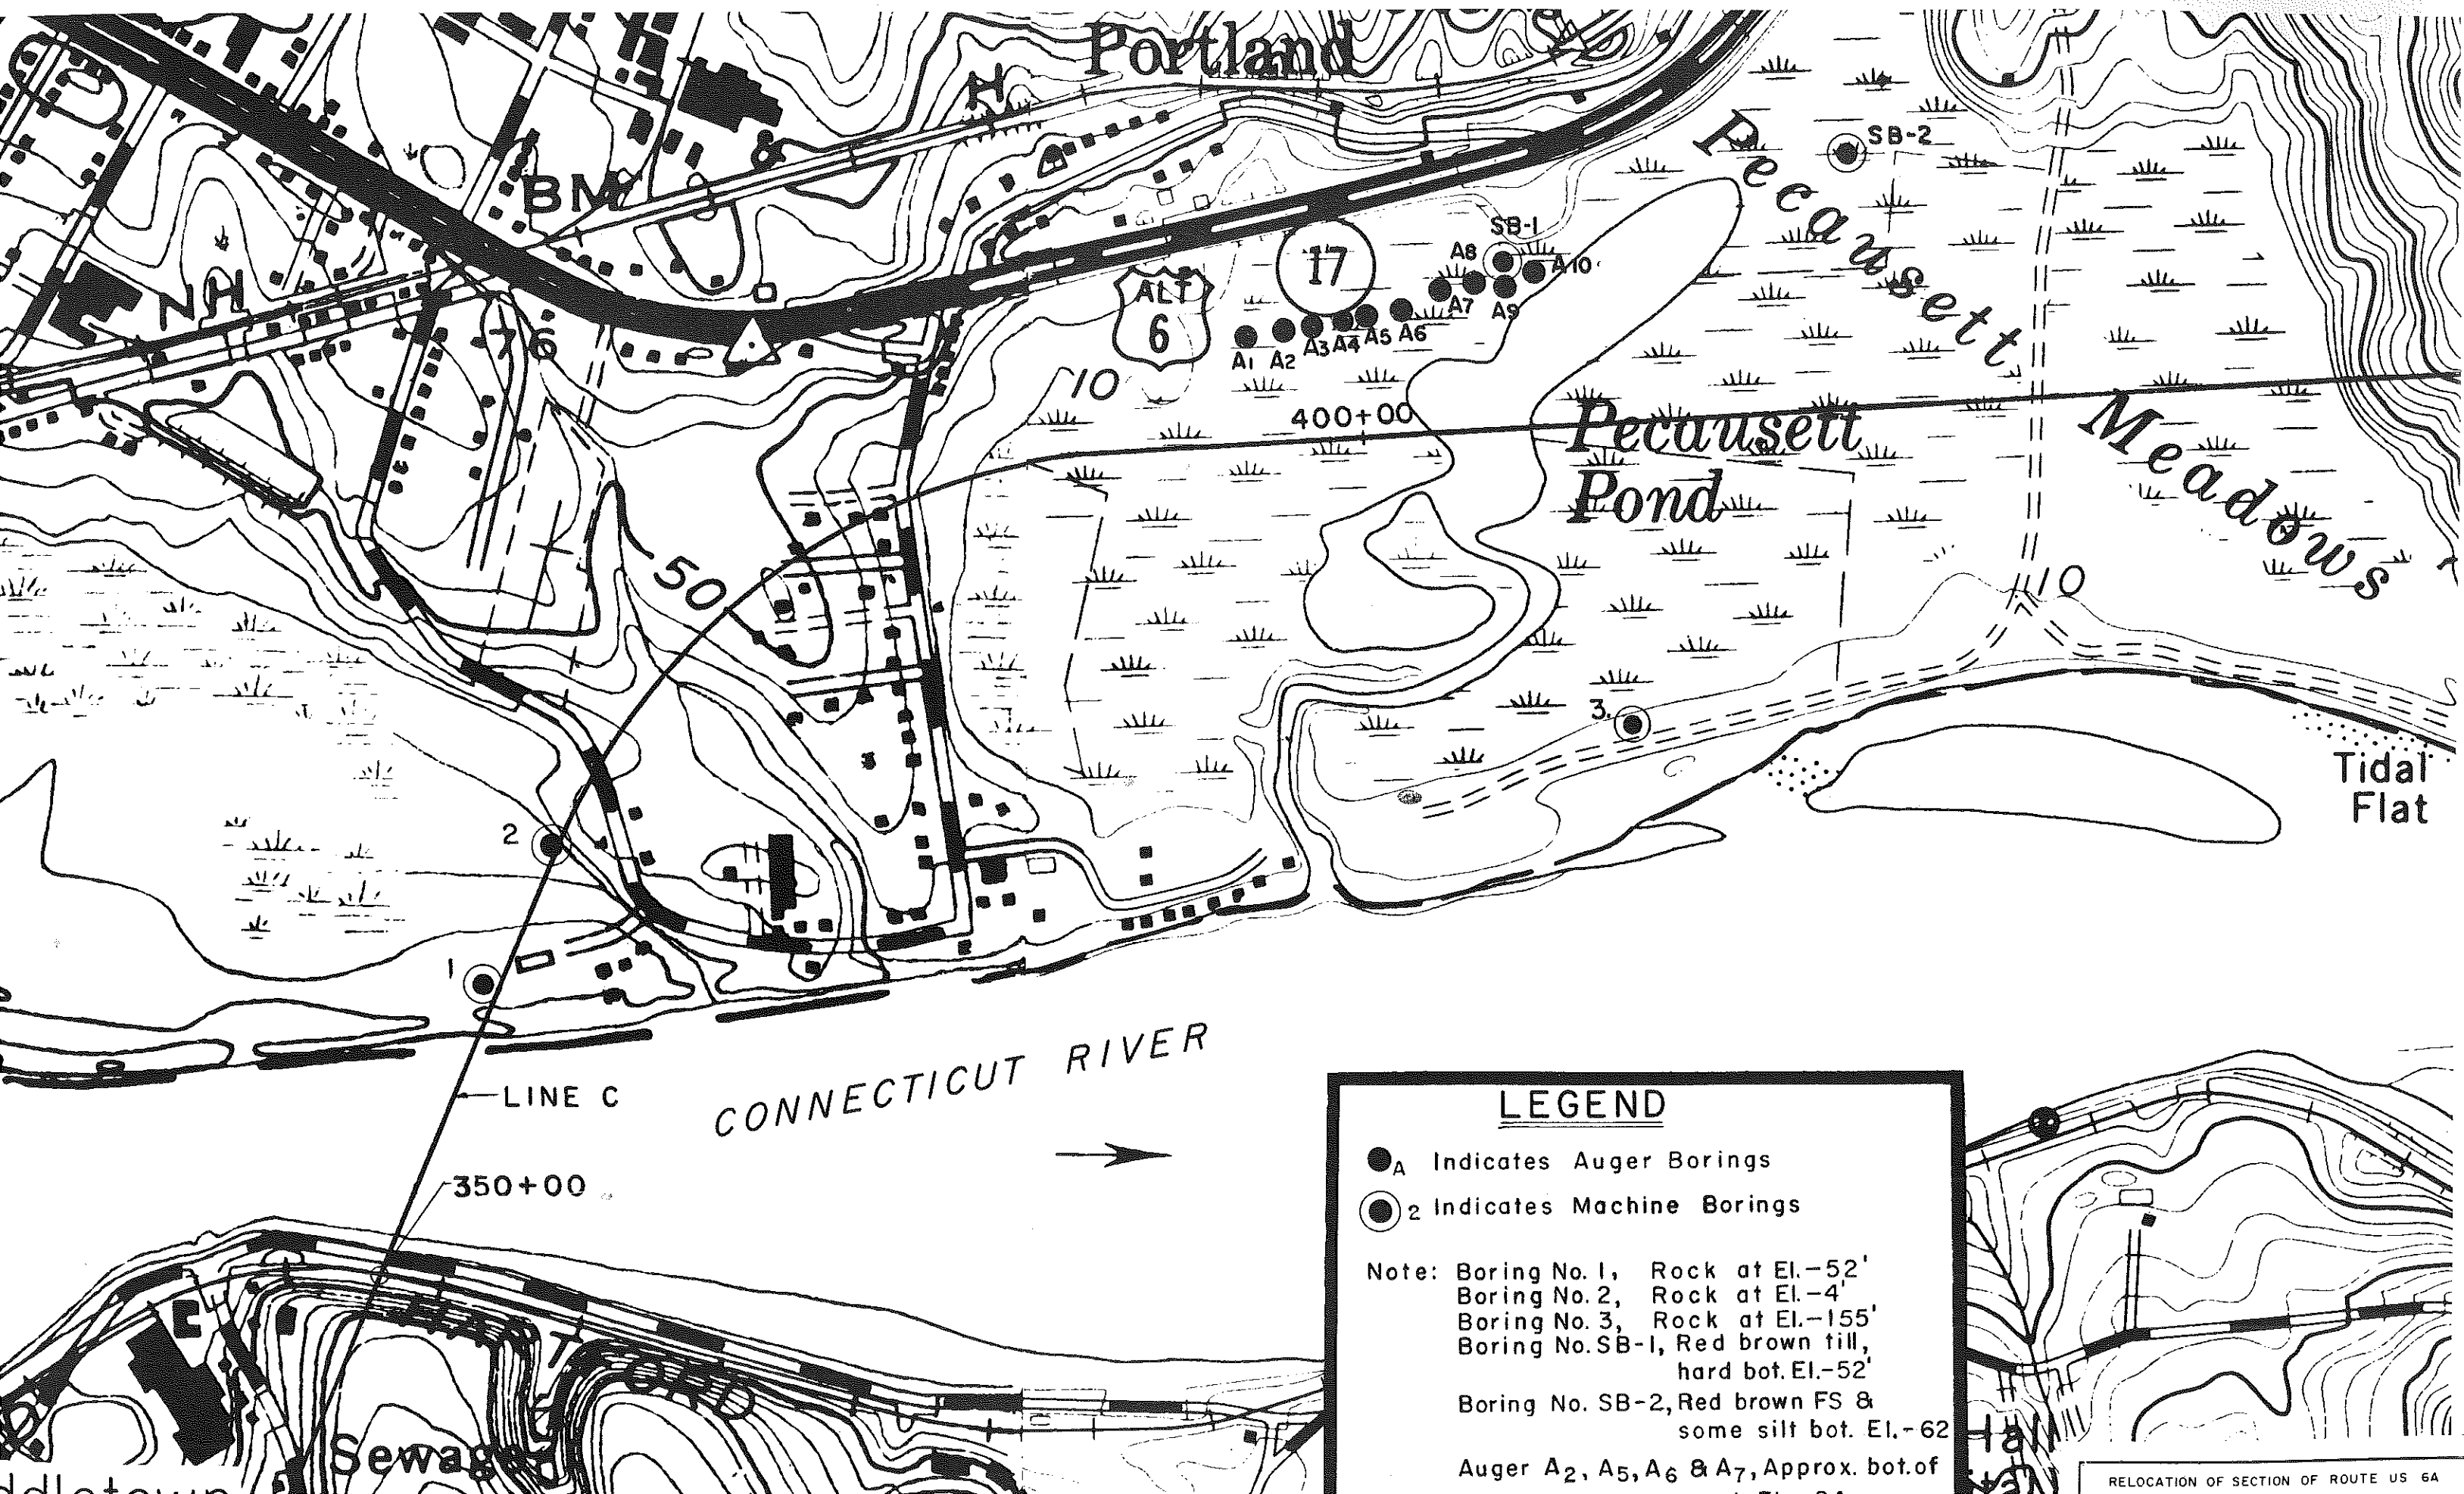 Portland
H
&
BM
NH
76
SB-2
Pecausett
Meadows
SB-1
17
ALT
6
A8
A10
A7
A9
A1 A2 A3 A4 A5 A6
10
400+00
Pecausett
Pond
50
10
3.
Tidal
Flat
2
1
LINE C
CONNECTICUT RIVER
350+00
LEGEND
A Indicates Auger Borings
2 Indicates Machine Borings
Note: Boring No. 1, Rock at El.-52'
Boring No. 2, Rock at El.-4'
Boring No. 3, Rock at El.-155'
Boring No. SB-1, Red brown till,
hard bot. El.-52'
Boring No. SB-2, Red brown FS &
some silt bot. El.-62
Auger A2, A5, A6 & A7, Approx. bot. of
Sewage
RELOCATION OF SECTION OF ROUTE US 6A